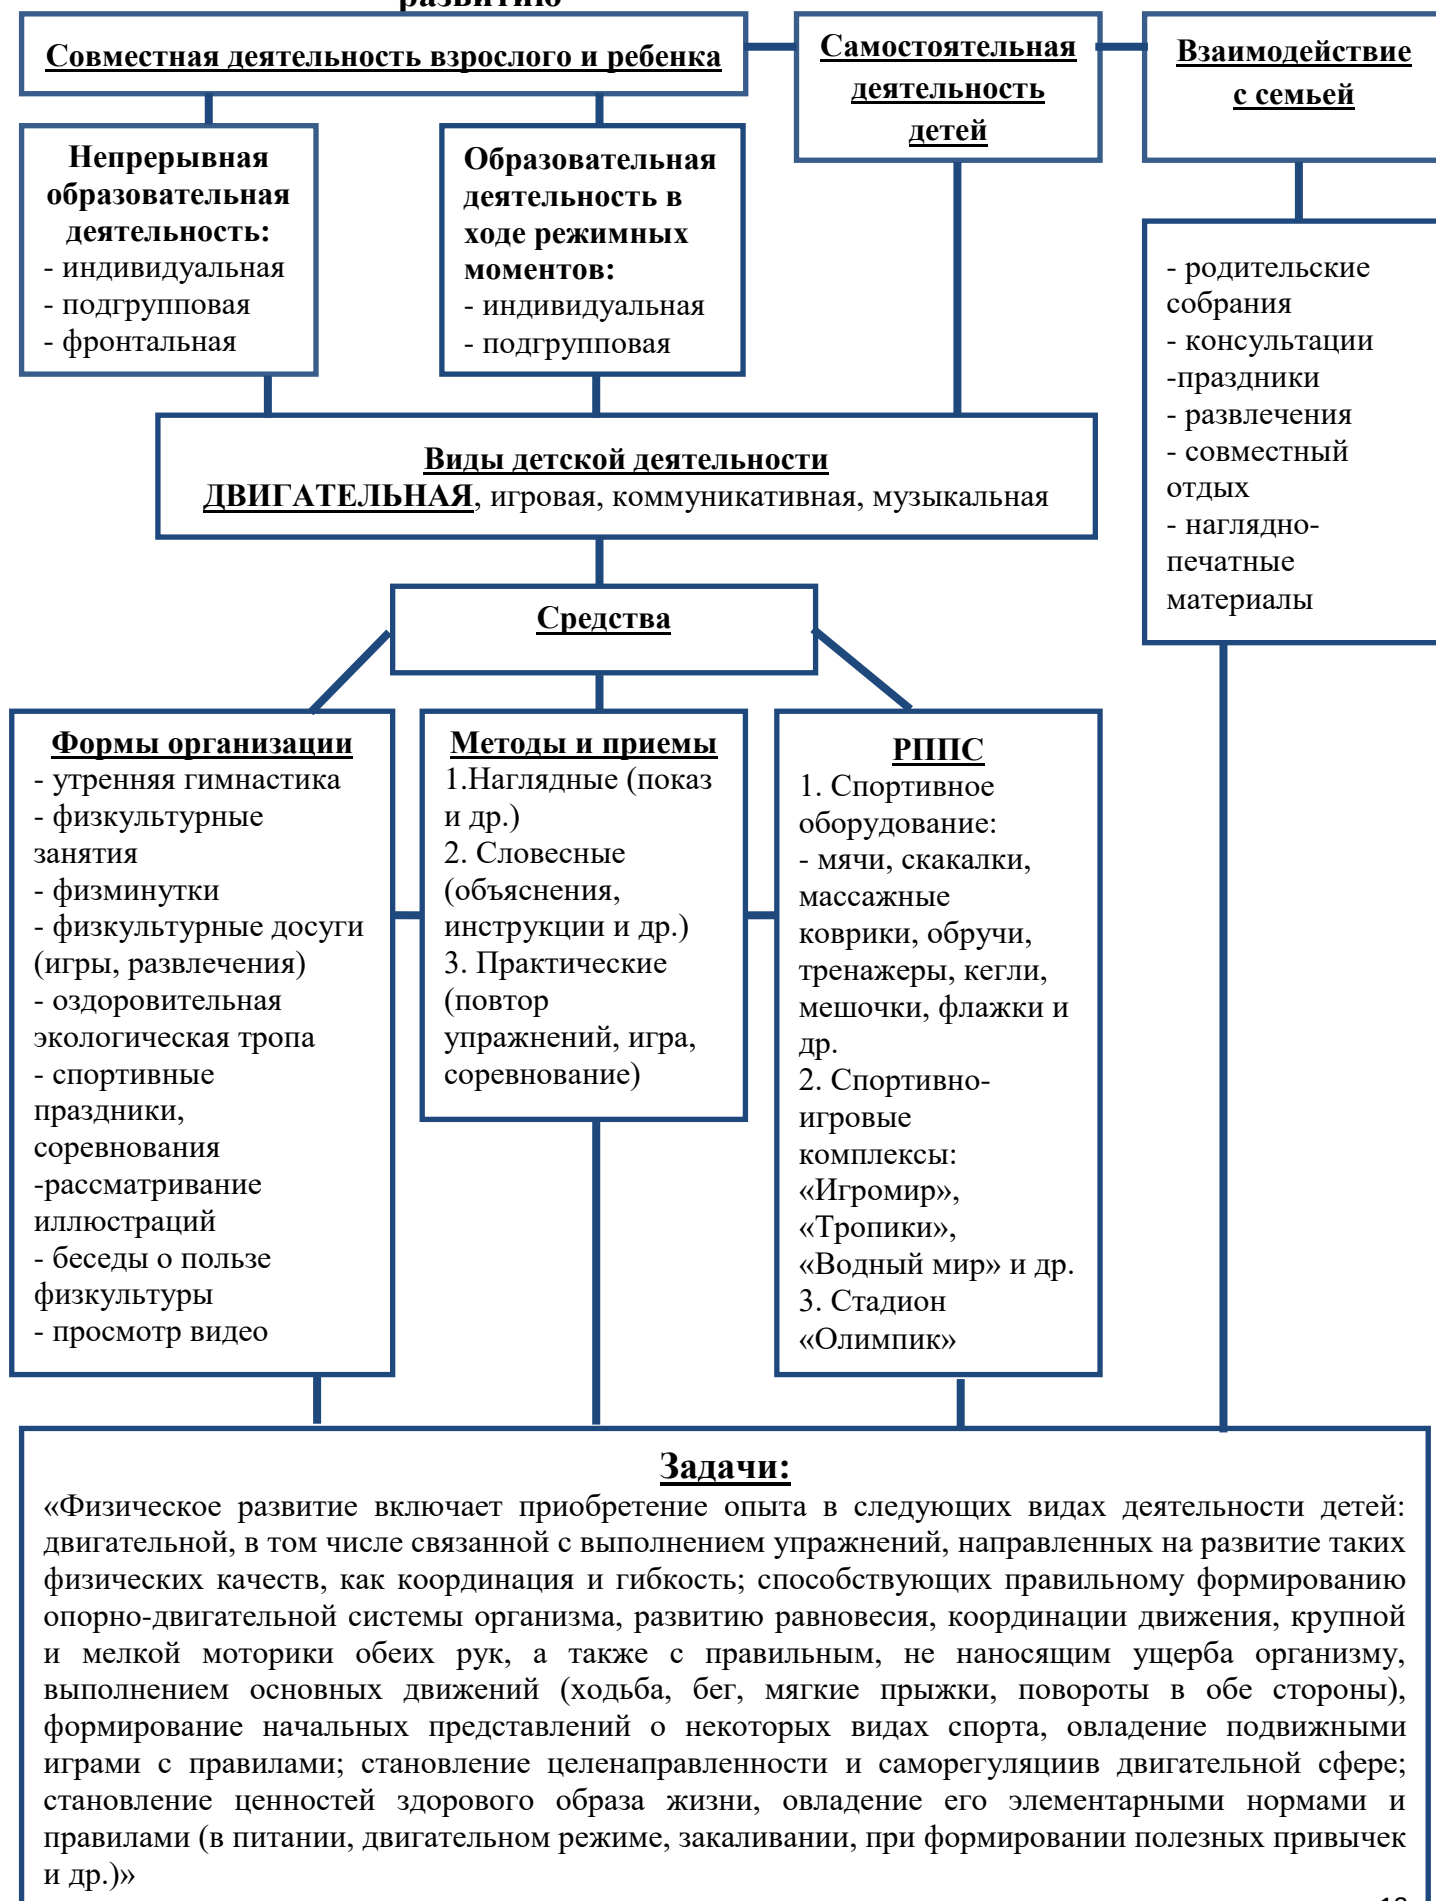 развитию
Совместная деятельность взрослого и ребенка
Самостоятельная
деятельность
детей
Взаимодействие
с семьей
Непрерывная
образовательная
деятельность:
- индивидуальная
- подгрупповая
- фронтальная
Образовательная
деятельность в
ходе режимных
моментов:
- индивидуальная
- подгрупповая
- родительские
собрания
- консультации
-праздники
- развлечения
- совместный
отдых
- наглядно-
печатные
материалы
Виды детской деятельности
ДВИГАТЕЛЬНАЯ, игровая, коммуникативная, музыкальная
Средства
Формы организации
- утренняя гимнастика
- физкультурные
занятия
- физминутки
- физкультурные досуги
(игры, развлечения)
- оздоровительная
экологическая тропа
- спортивные
праздники,
соревнования
-рассматривание
иллюстраций
- беседы о пользе
физкультуры
- просмотр видео
Методы и приемы
1.Наглядные (показ
и др.)
2. Словесные
(объяснения,
инструкции и др.)
3. Практические
(повтор
упражнений, игра,
соревнование)
РППС
1. Спортивное
оборудование:
- мячи, скакалки,
массажные
коврики, обручи,
тренажеры, кегли,
мешочки, флажки и
др.
2. Спортивно-
игровые
комплексы:
«Игромир»,
«Тропики»,
«Водный мир» и др.
3. Стадион
«Олимпик»
Задачи:
«Физическое развитие включает приобретение опыта в следующих видах деятельности детей:
двигательной, в том числе связанной с выполнением упражнений, направленных на развитие таких
физических качеств, как координация и гибкость; способствующих правильному формированию
опорно-двигательной системы организма, развитию равновесия, координации движения, крупной
и мелкой моторики обеих рук, а также с правильным, не наносящим ущерба организму,
выполнением основных движений (ходьба, бег, мягкие прыжки, повороты в обе стороны),
формирование начальных представлений о некоторых видах спорта, овладение подвижными
играми с правилами; становление целенаправленности и саморегуляциив двигательной сфере;
становление ценностей здорового образа жизни, овладение его элементарными нормами и
правилами (в питании, двигательном режиме, закаливании, при формировании полезных привычек
и др.)»